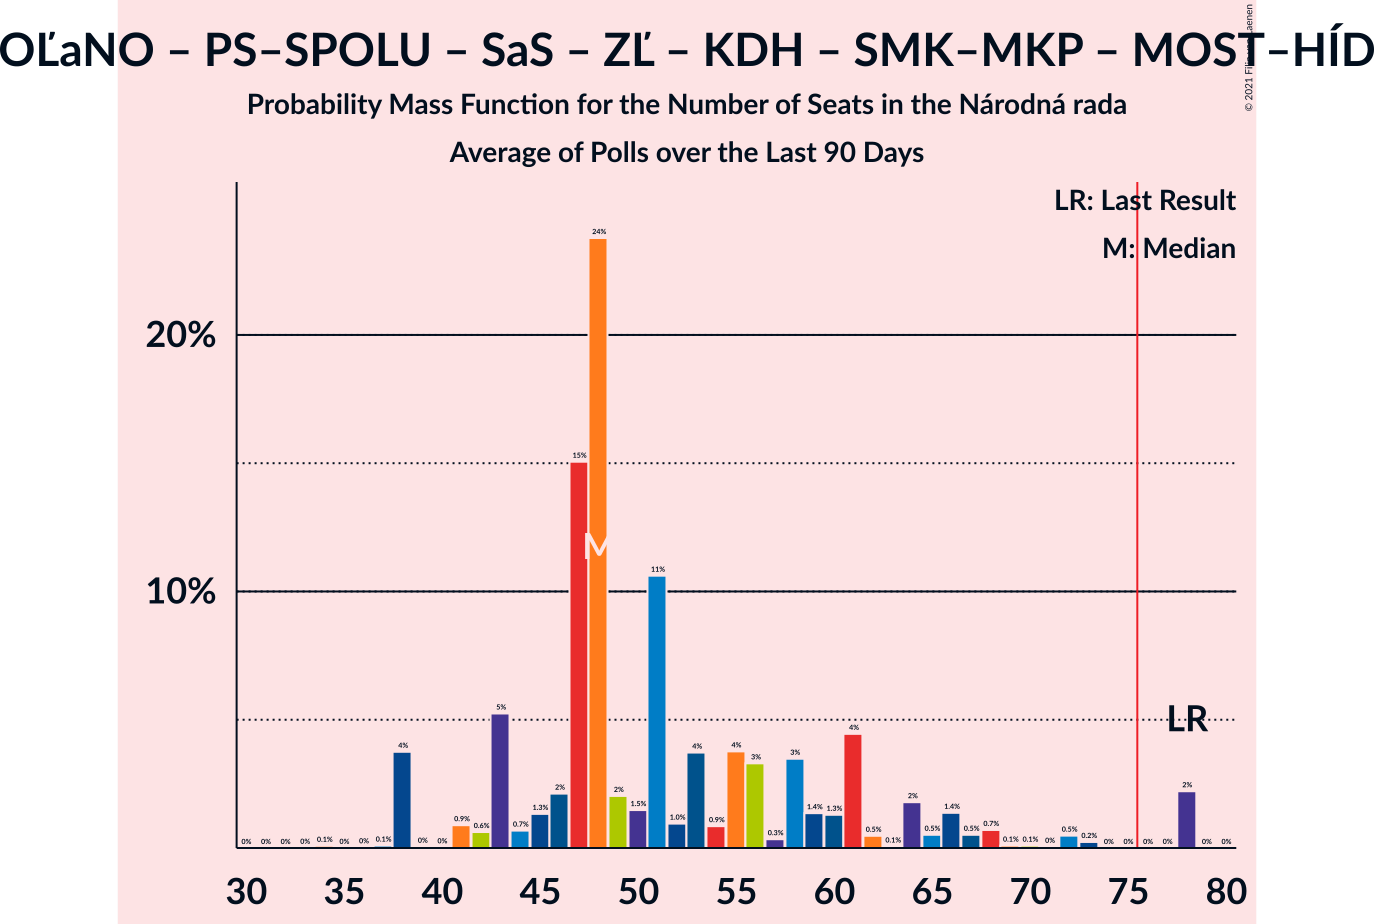 OĽaNO – PS–SPOLU – SaS – ZĽ – KDH – SMK–MKP – MOST–HÍD
Probability Mass Function for the Number of Seats in the Národná rada
Average of Polls over the Last 90 Days
© 2021
LR: Last Result
M: Median
20%
10%
M
LR
0% 0% 0% 0% 0.1% 0% 0% 0.1% 4% 0% 0% 0.9% 0.6% 5% 0.7% 1.3% 2% 15% 24% 2% 1.5% 11% 1.0% 4% 0.9% 4% 3% 0.3% 3% 1.4% 1.3% 4% 0.5% 0.1% 2% 0.5% 1.4% 0.5% 0.7% 0.1% 0.1% 0% 0.5% 0.2% 0% 0% 0% 0% 2% 0% 0%
30 35 40 45 50 55 60 65 70 75 80